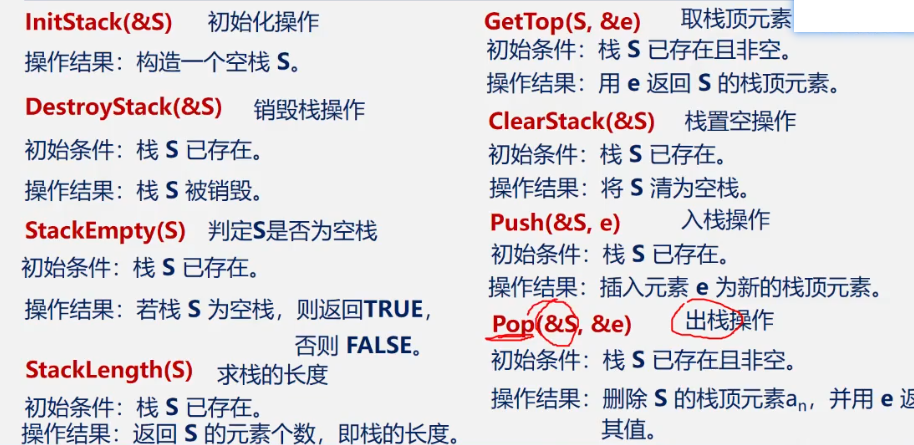 InitStack(&S) 初始化操作
操作结果：构造一个空栈 S。
DestroyStack(&S) 销毁栈操作
初始条件：栈 S 已存在。
操作结果：栈 S 被销毁。
StackEmpty(S) 判定S是否为空栈
初始条件：栈 S 已存在。
操作结果：若栈 S 为空栈，则返回TRUE，
否则 FALSE。
StackLength(S) 求栈的长度
初始条件：栈 S 已存在。
操作结果：返回 S 的元素个数，即栈的长度。
GetTop(S, &e) 取栈顶元素
初始条件：栈 S 已存在且非空。
操作结果：用 e 返回 S 的栈顶元素。
ClearStack(&S) 栈置空操作
初始条件：栈 S 已存在。
操作结果：将 S 清为空栈。
Push(&S, e) 入栈操作
初始条件：栈 S 已存在。
操作结果：插入元素 e 为新的栈顶元素。
Pop(&S, &e) 出栈操作
初始条件：栈 S 已存在且非空。
操作结果：删除 S 的栈顶元素aₙ，并用 e 返
其值。